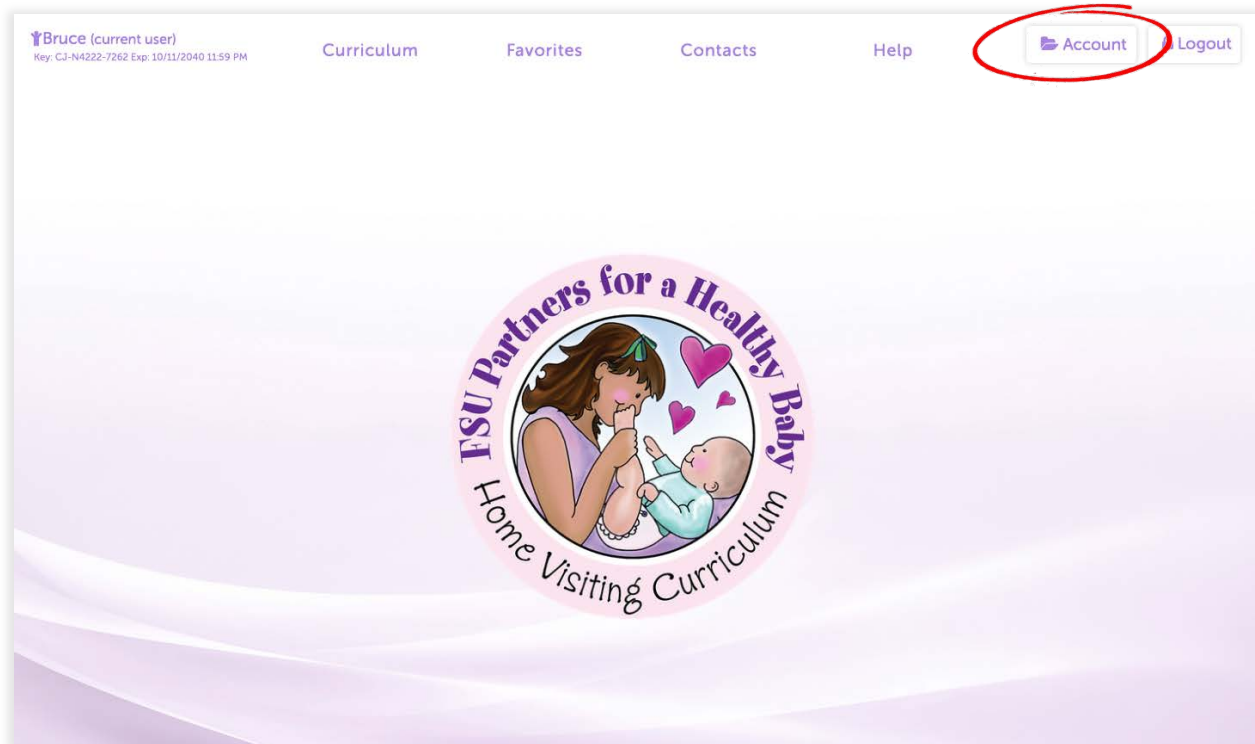 Bruce (current user)
Key: CJ-N4222-7262 Exp: 10/11/2040 11:59 PM
Curriculum
Favorites
Contacts
Help
Account
Logout
FSU Partners for a Healthy Baby
Home Visiting Curriculum